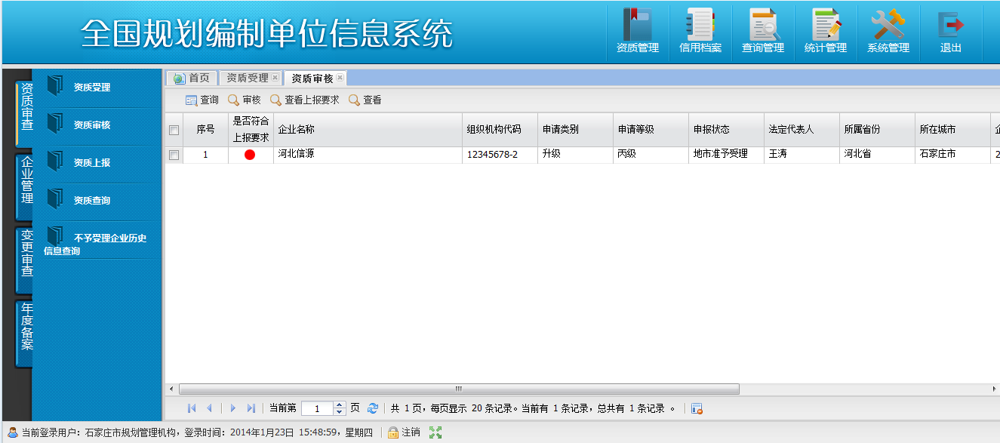 全国规划编制单位信息系统
资质管理 信用档案 查询管理 统计管理 系统管理 退出
首页 资质受理 资质审核
查询 审核 查看上报要求 查看
资质审查
企业管理
变更审查
年度备案
资质受理
资质审核
资质上报
资质查询
不予受理企业历史
信息查询
序号 是否符合 企业名称 组织机构代码 申请类别 申请等级 申报状态 法定代表人 所属省份 所在城市
上报要求
1 河北信源 12345678-2 升级 丙级 地市准予受理 王涛 河北省 石家庄市 2
当前第 1 页 共 1 页，每页显示 20 条记录。当前有 1 条记录，总共有 1 条记录 。
当前登录用户：石家庄市规划管理机构，登录时间：2014年1月23日 15:48:59，星期四 注销